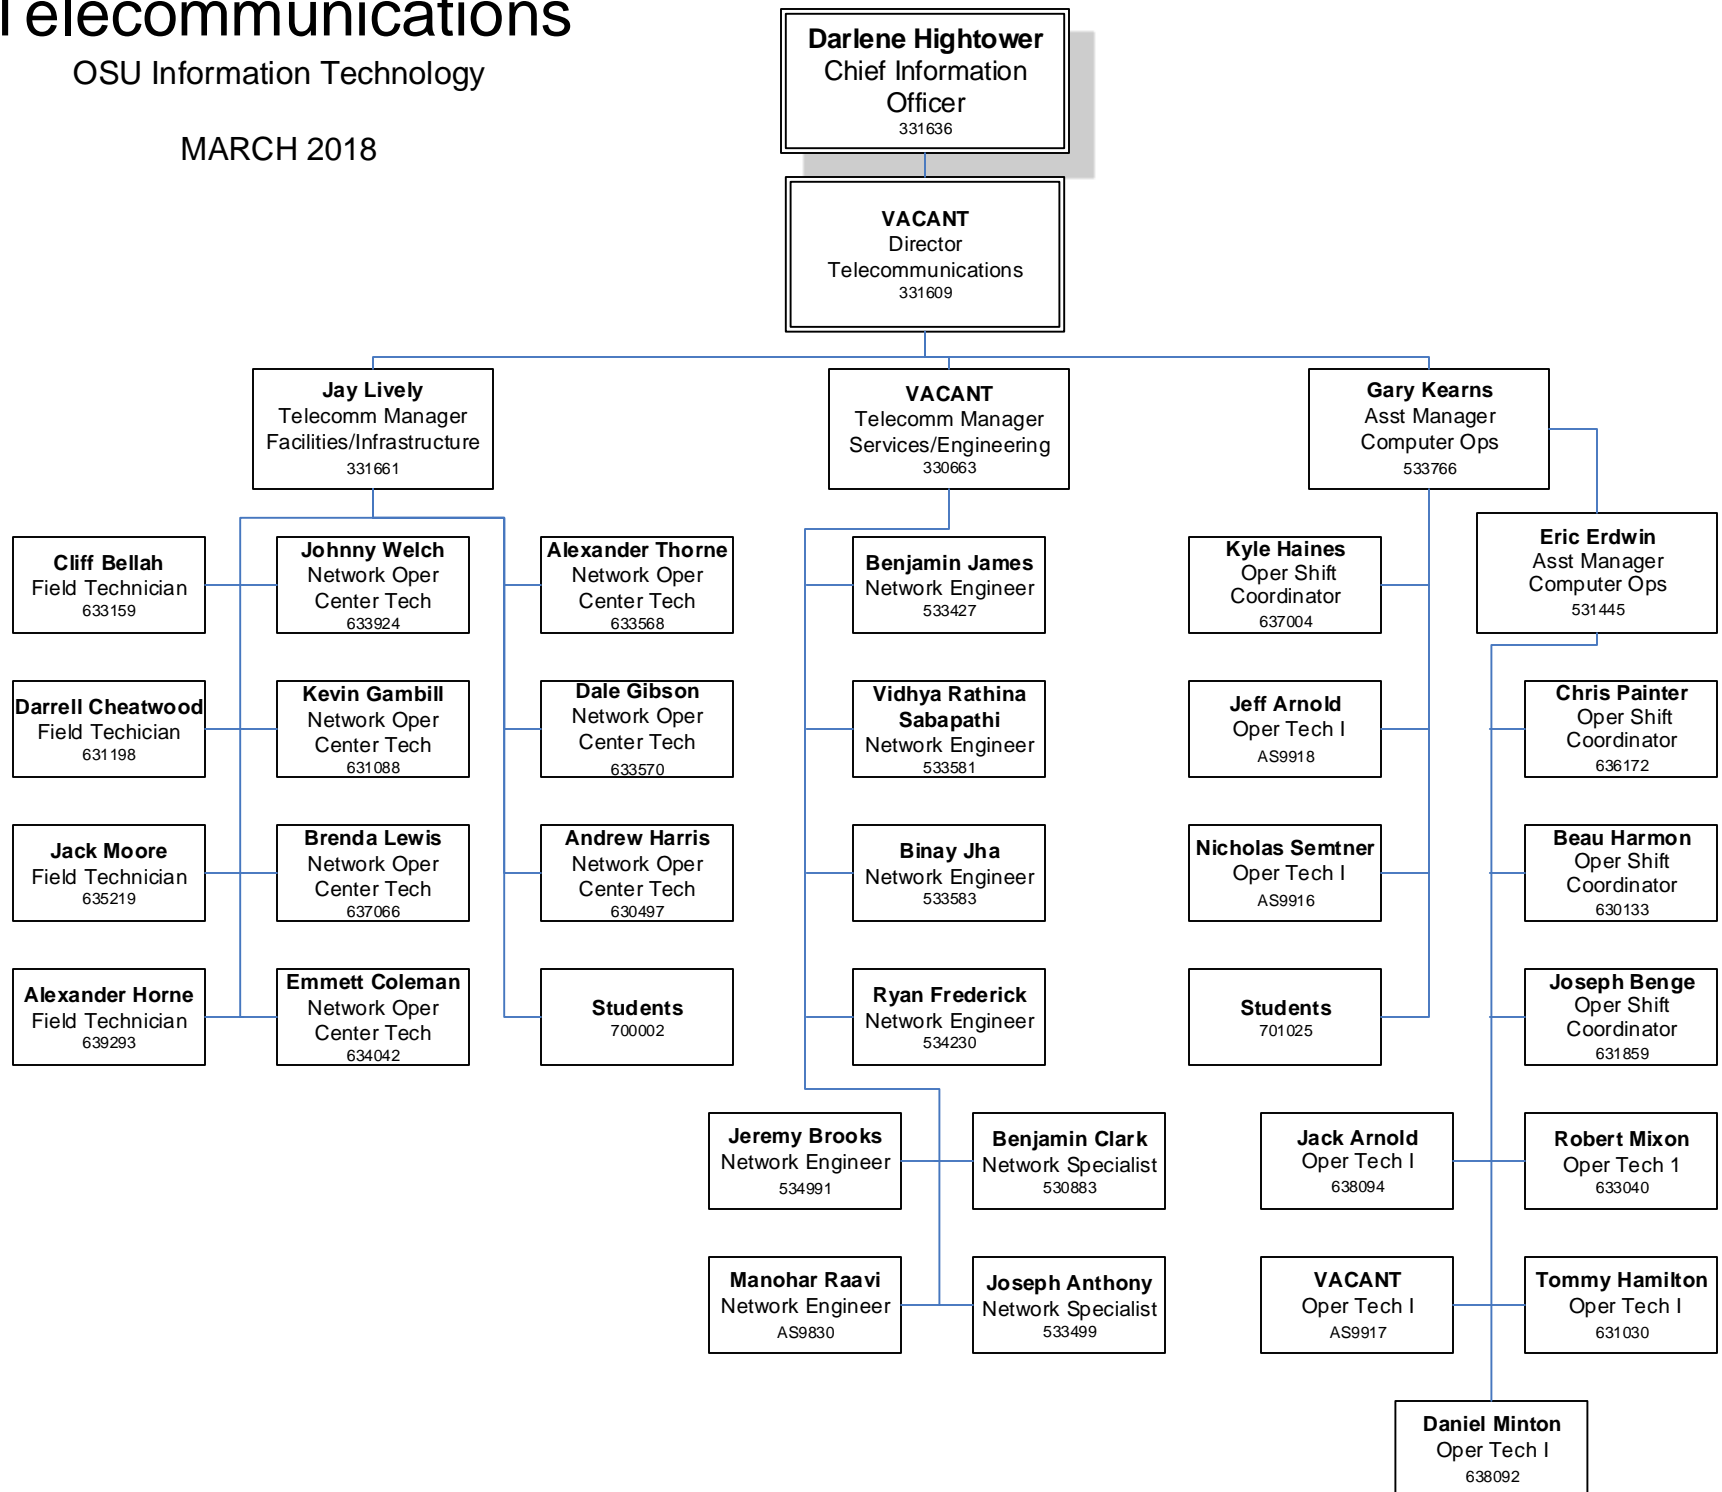 Telecommunications
OSU Information Technology
MARCH 2018
Darlene Hightower
Chief Information
Officer
331636
VACANT
Director
Telecommunications
331609
Jay Lively
Telecomm Manager
Facilities/Infrastructure
331661
VACANT
Telecomm Manager
Services/Engineering
330663
Gary Kearns
Asst Manager
Computer Ops
533766
Eric Erdwin
Asst Manager
Computer Ops
531445
Cliff Bellah
Field Technician
633159
Johnny Welch
Network Oper
Center Tech
633924
Alexander Thorne
Network Oper
Center Tech
633568
Benjamin James
Network Engineer
533427
Kyle Haines
Oper Shift
Coordinator
637004
Darrell Cheatwood
Field Techician
631198
Kevin Gambill
Network Oper
Center Tech
631088
Dale Gibson
Network Oper
Center Tech
633570
Vidhya Rathina
Sabapathi
Network Engineer
533581
Jeff Arnold
Oper Tech I
AS9918
Chris Painter
Oper Shift
Coordinator
636172
Jack Moore
Field Technician
635219
Brenda Lewis
Network Oper
Center Tech
637066
Andrew Harris
Network Oper
Center Tech
630497
Binay Jha
Network Engineer
533583
Nicholas Semtner
Oper Tech I
AS9916
Beau Harmon
Oper Shift
Coordinator
630133
Alexander Horne
Field Technician
639293
Emmett Coleman
Network Oper
Center Tech
634042
Students
700002
Ryan Frederick
Network Engineer
534230
Students
701025
Joseph Benge
Oper Shift
Coordinator
631859
Jeremy Brooks
Network Engineer
534991
Benjamin Clark
Network Specialist
530883
Jack Arnold
Oper Tech I
638094
Robert Mixon
Oper Tech 1
633040
Manohar Raavi
Network Engineer
AS9830
Joseph Anthony
Network Specialist
533499
VACANT
Oper Tech I
AS9917
Tommy Hamilton
Oper Tech I
631030
Daniel Minton
Oper Tech I
638092